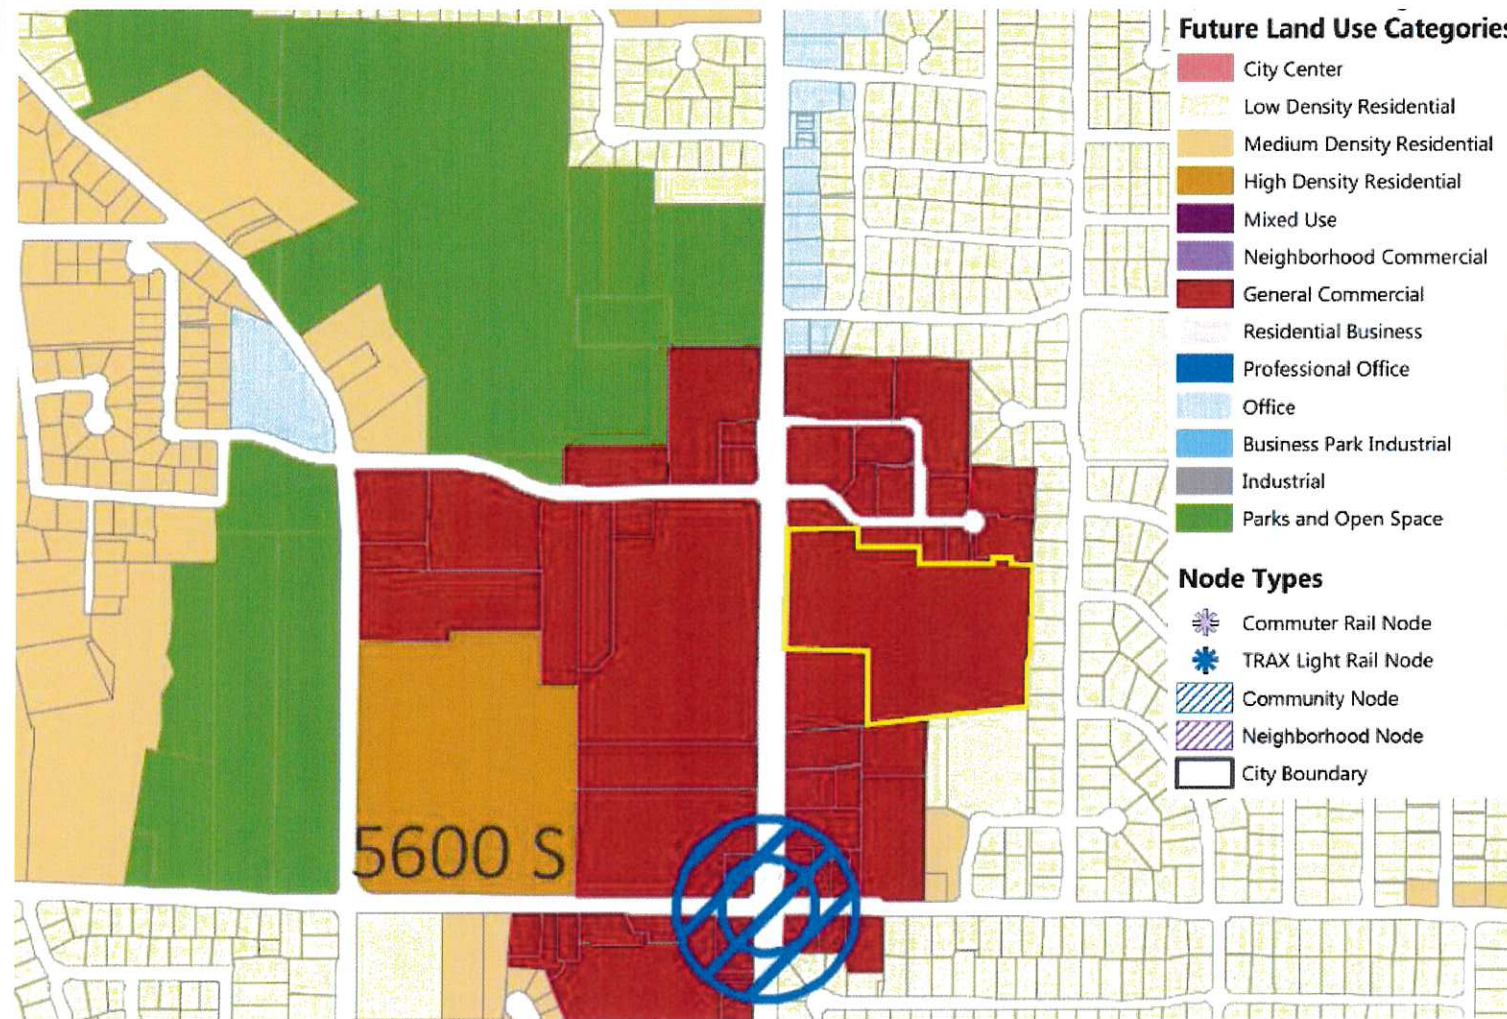 Future Land Use Categories
City Center
Low Density Residential
Medium Density Residential
High Density Residential
Mixed Use
Neighborhood Commercial
General Commercial
Residential Business
Professional Office
Office
Business Park Industrial
Industrial
Parks and Open Space
Node Types
Commuter Rail Node
TRAX Light Rail Node
Community Node
Neighborhood Node
City Boundary
5600 S